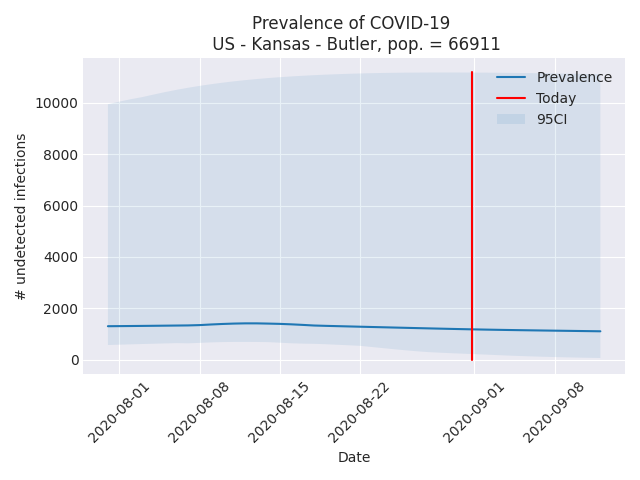 Prevalence of COVID-19
US - Kansas - Butler, pop. = 66911
Prevalence
Today
95CI
10000
8000
6000
4000
2000
0
# undetected infections
2020-08-01
2020-08-08
2020-08-15
2020-08-22
2020-09-01
2020-09-08
Date